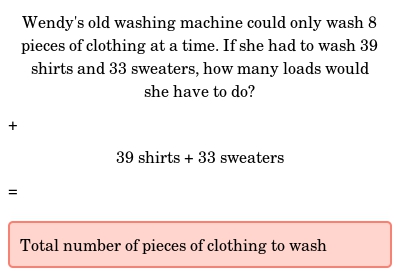 Wendy's old washing machine could only wash 8
pieces of clothing at a time. If she had to wash 39
shirts and 33 sweaters, how many loads would
she have to do?
+
39 shirts + 33 sweaters
=
Total number of pieces of clothing to wash